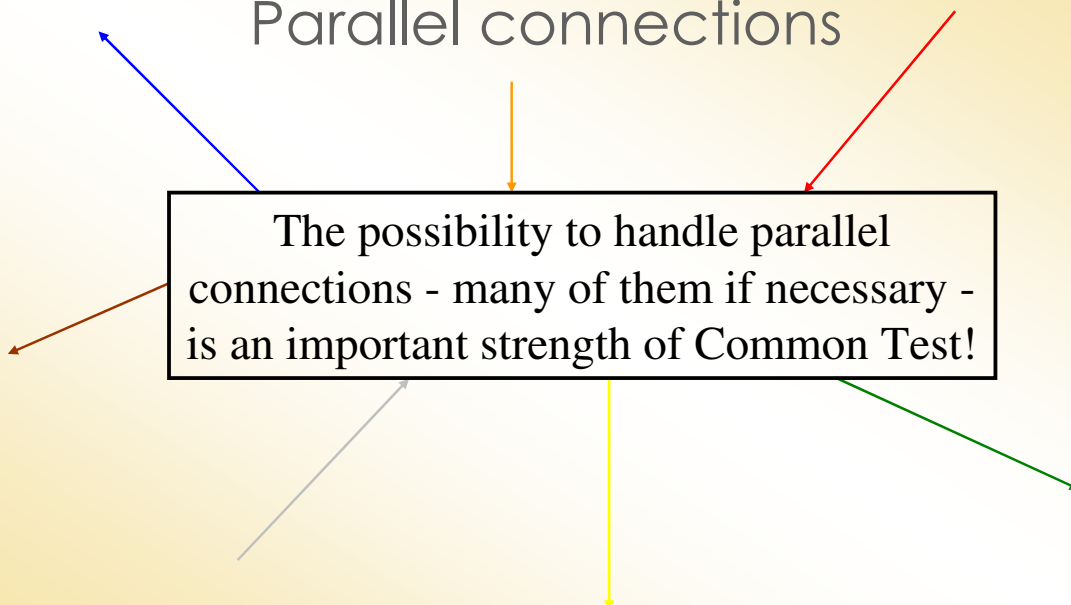 Parallel connections
The possibility to handle parallel
connections - many of them if necessary -
is an important strength of Common Test!